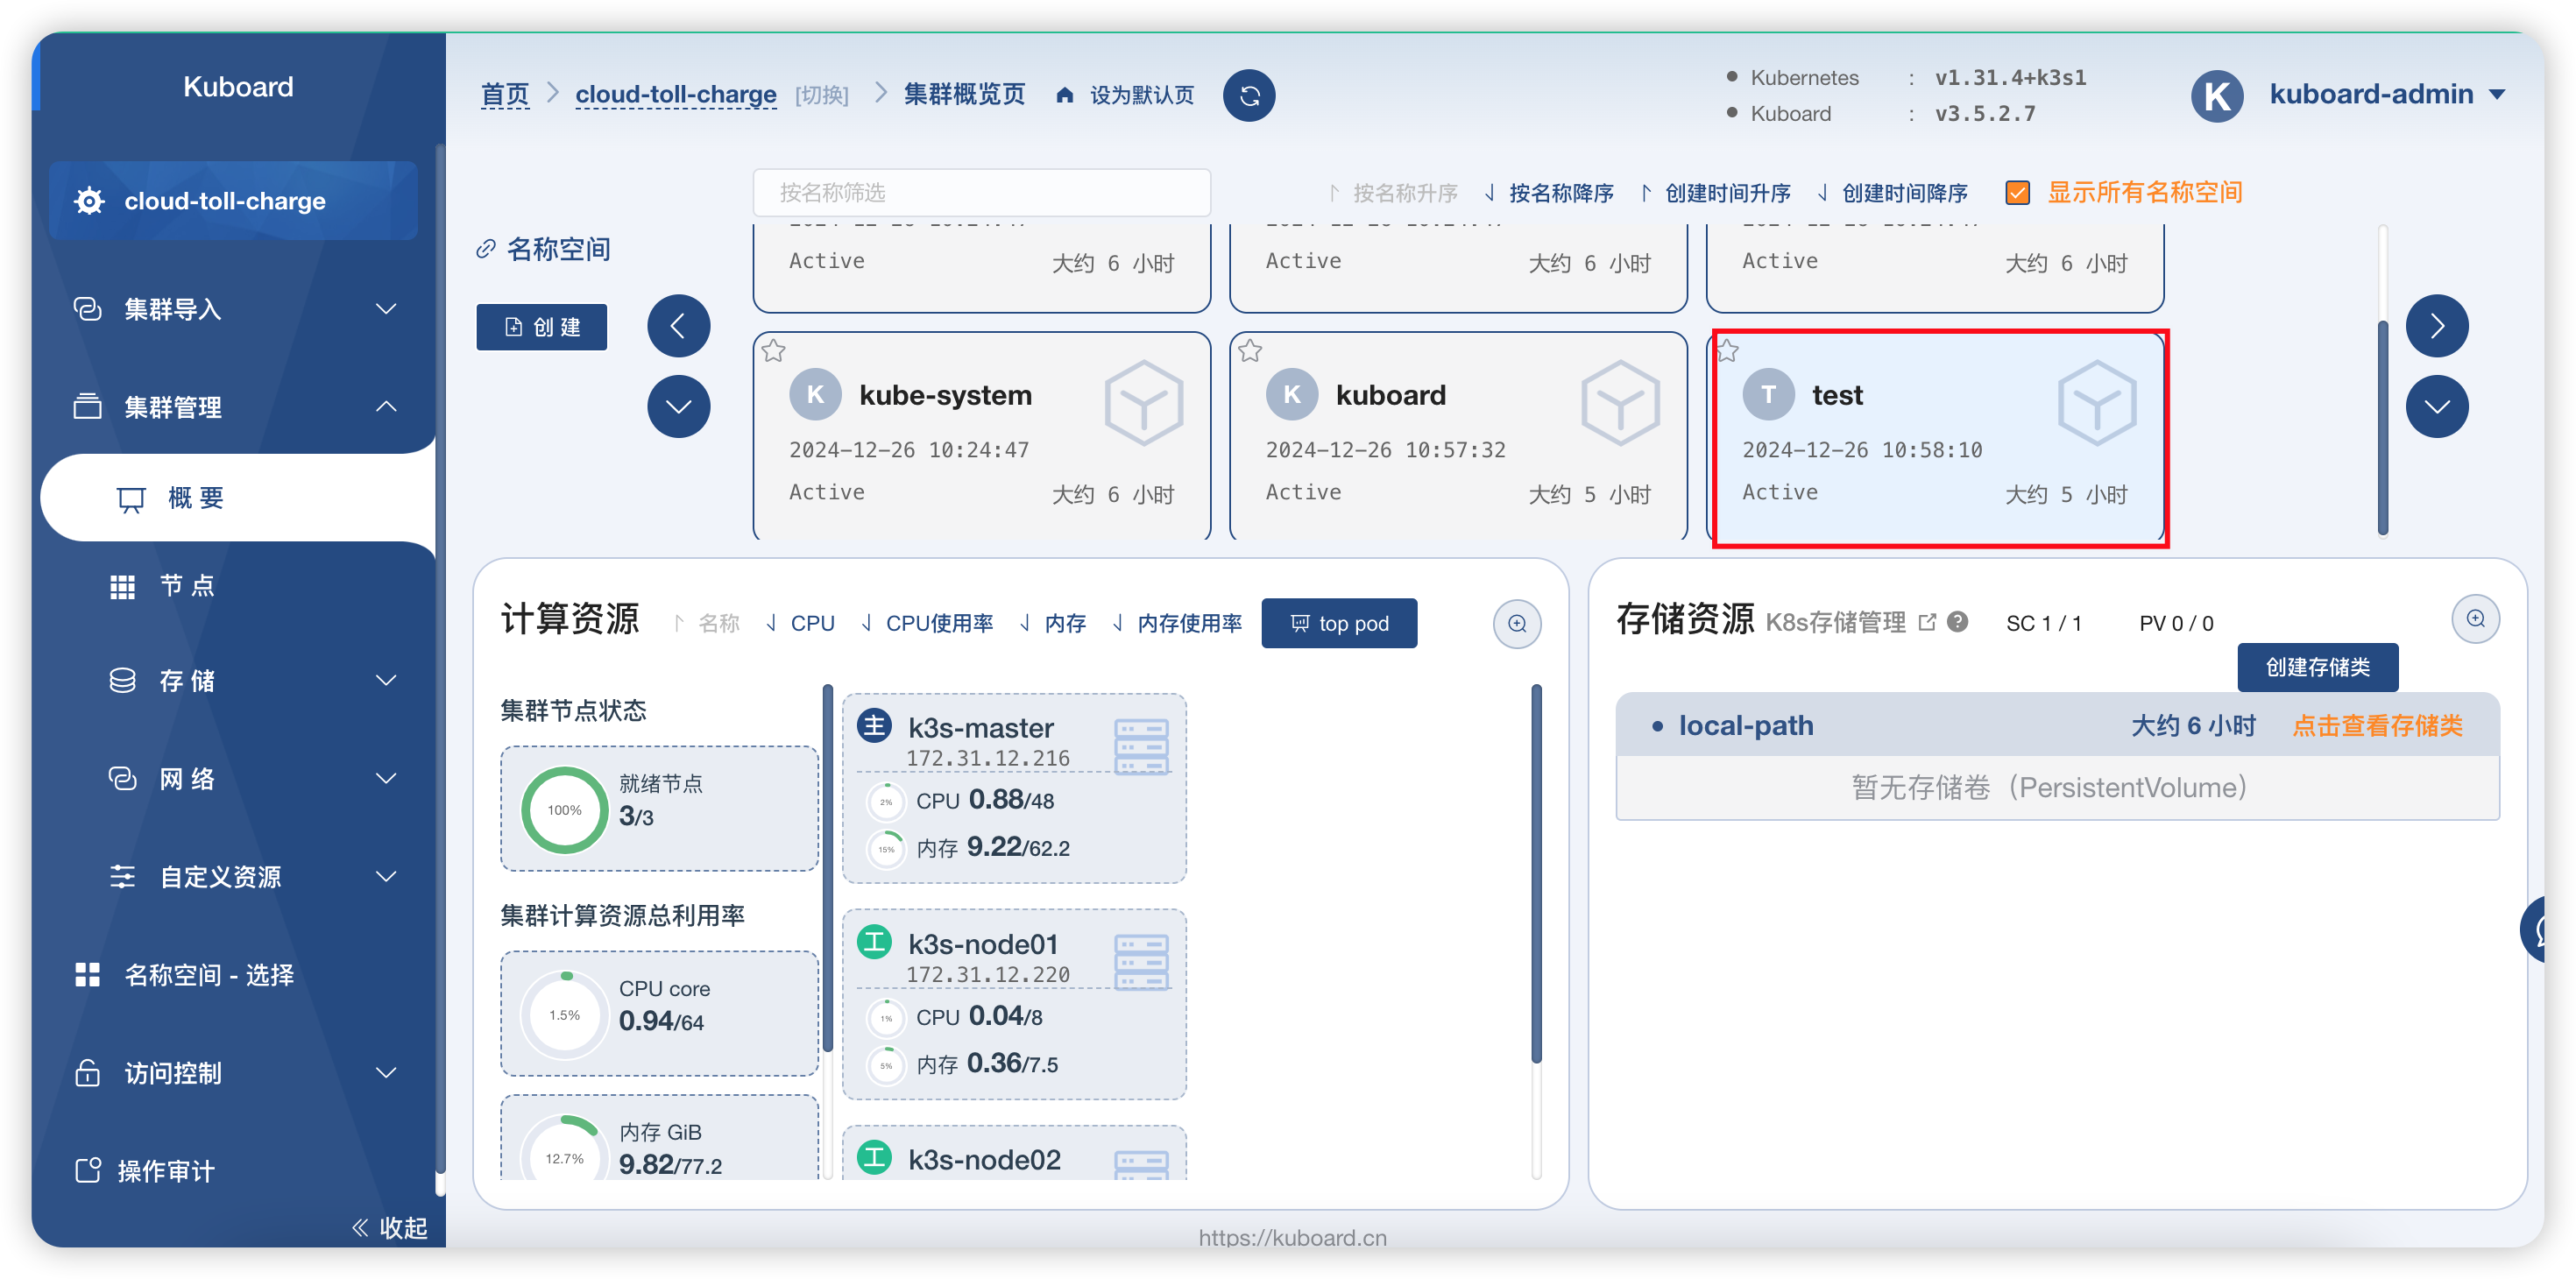 Kuboard
cloud-toll-charge
集群导入
集群管理
概 要
节 点
存 储
网 络
自定义资源
名称空间 - 选择
访问控制
操作审计
收起
首页
cloud-toll-charge [切换]
集群概览页
设为默认页
Kubernetes : v1.31.4+k3s1
Kuboard : v3.5.2.7
K
kuboard-admin
按名称筛选
按名称升序
按名称降序
创建时间升序
创建时间降序
显示所有名称空间
名称空间
创 建
Active 大约 6 小时
Active 大约 6 小时
Active 大约 6 小时
K kube-system
2024-12-26 10:24:47
Active 大约 6 小时
K kuboard
2024-12-26 10:57:32
Active 大约 5 小时
T test
2024-12-26 10:58:10
Active 大约 5 小时
计算资源
名称
CPU
CPU使用率
内存
内存使用率
top pod
集群节点状态
100%
就绪节点
3/3
集群计算资源总利用率
1.5%
CPU core
0.94/64
12.7%
内存 GiB
9.82/77.2
主 k3s-master
172.31.12.216
2% CPU 0.88/48
15% 内存 9.22/62.2
工 k3s-node01
172.31.12.220
1% CPU 0.04/8
5% 内存 0.36/7.5
工 k3s-node02
存储资源 K8s存储管理
SC 1 / 1
PV 0 / 0
创建存储类
local-path 大约 6 小时 点击查看存储类
暂无存储卷（PersistentVolume）
https://kuboard.cn